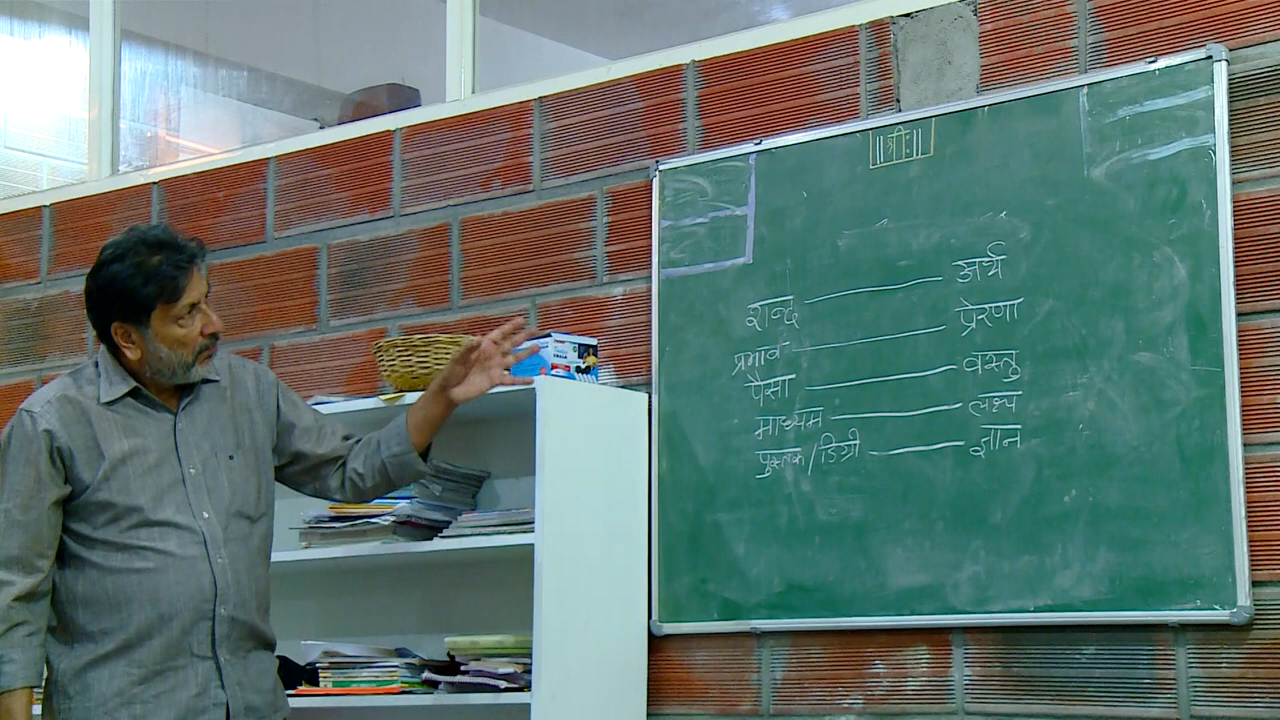 ॥श्रीः॥
शब्द ——— अर्थ
प्रभाव ——— प्रेरणा
पैसा ——— वस्तु
माध्यम ——— लक्ष्य
पुस्तक/डिग्री ——— ज्ञान